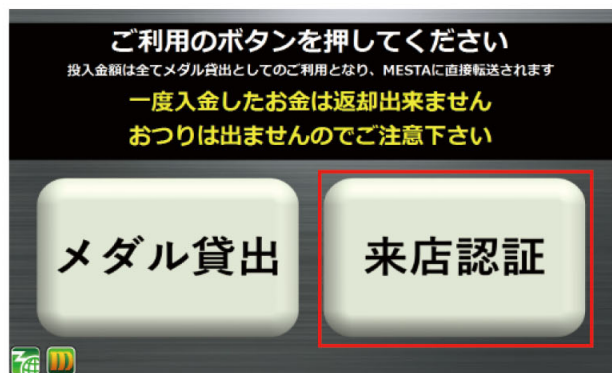 ご利用のボタンを押してください
投入金額は全てメダル貸出としてのご利用となり、MESTAに直接転送されます
一度入金したお金は返却出来ません
おつりは出ませんのでご注意下さい
メダル貸出
来店認証